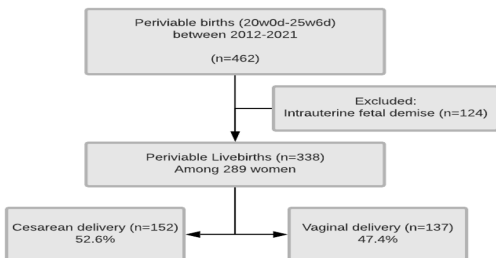 Periviable births (20w0d-25w6d)
between 2012-2021
(n=462)
Excluded:
Intrauterine fetal demise (n=124)
Periviable Livebirths (n=338)
Among 289 women
Cesarean delivery (n=152)
52.6%
Vaginal delivery (n=137)
47.4%